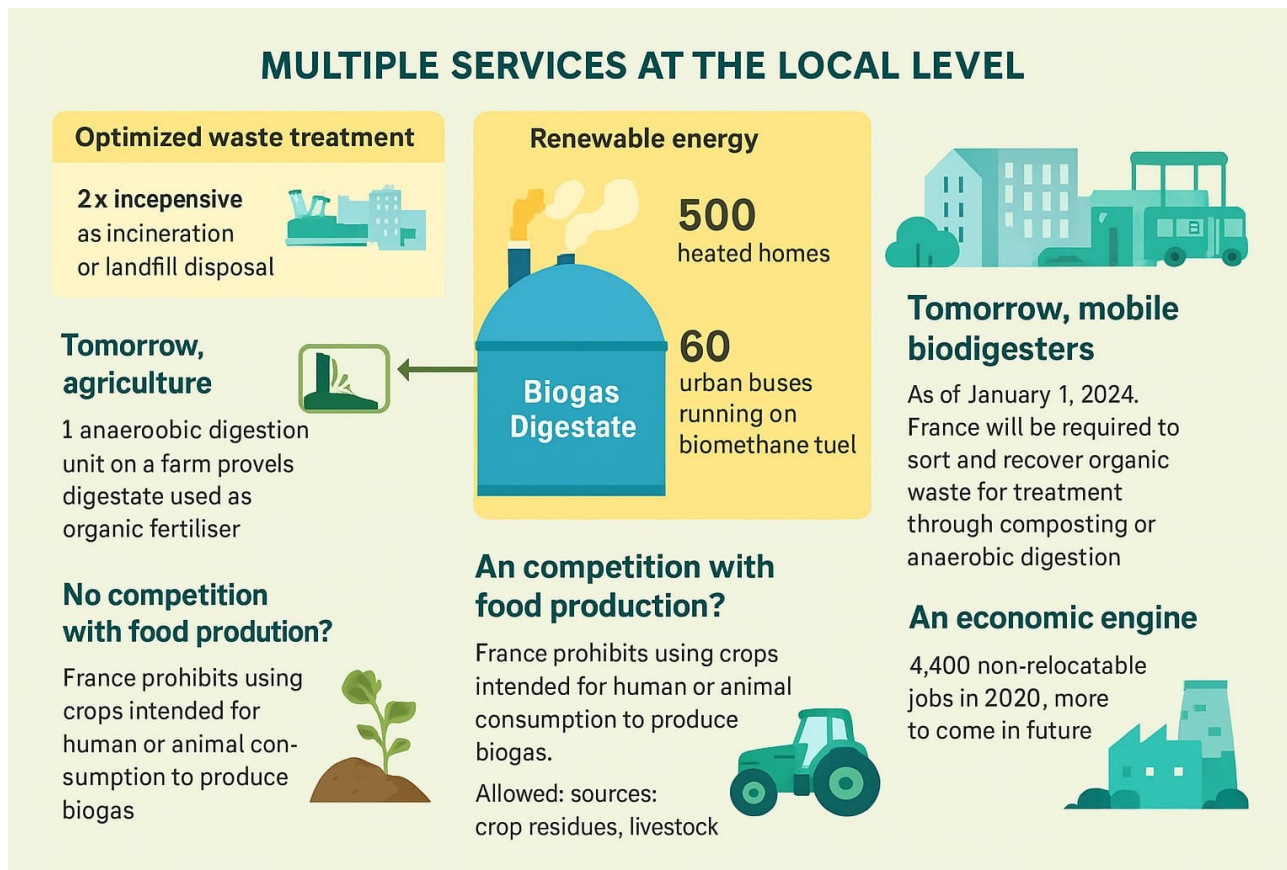 MULTIPLE SERVICES AT THE LOCAL LEVEL
Optimized waste treatment
2x incepensive
as incineration
or landfill disposal
Tomorrow,
agriculture
1 anaeroobic digestion
unit on a farm provels
digestate used as
organic fertiliser
No competition
with food prodution?
France prohibits using
crops intended for
human or animal con-
sumption to produce
biogas
Renewable energy
500
heated homes
60
urban buses
running on
biomethane tuel
Biogas
Digestate
An competition with
food production?
France prohibits using crops
intended for human or animal
consumption to produce
biogas.
Allowed: sources:
crop residues, livestock
B
Tomorrow, mobile
biodigesters
As of January 1, 2024.
France will be required to
sort and recover organic
waste for treatment
through composting or
anaerobic digestion
An economic engine
4,400 non-relocatable
jobs in 2020, more
to come in future